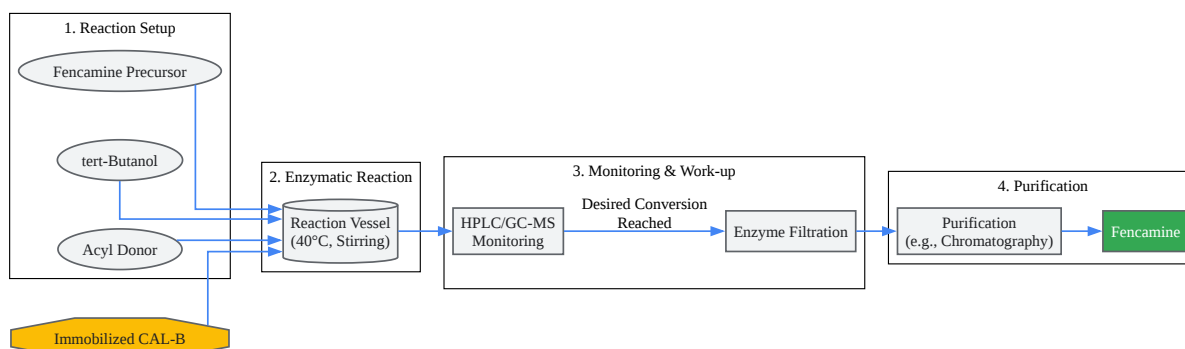 1. Reaction Setup
Fencamine Precursor
tert-Butanol
Acyl Donor
Immobilized CAL-B
2. Enzymatic Reaction
Reaction Vessel
(40°C, Stirring)
3. Monitoring & Work-up
HPLC/GC-MS
Monitoring
Desired Conversion
Reached
Enzyme Filtration
4. Purification
Purification
(e.g., Chromatography)
Fencamine